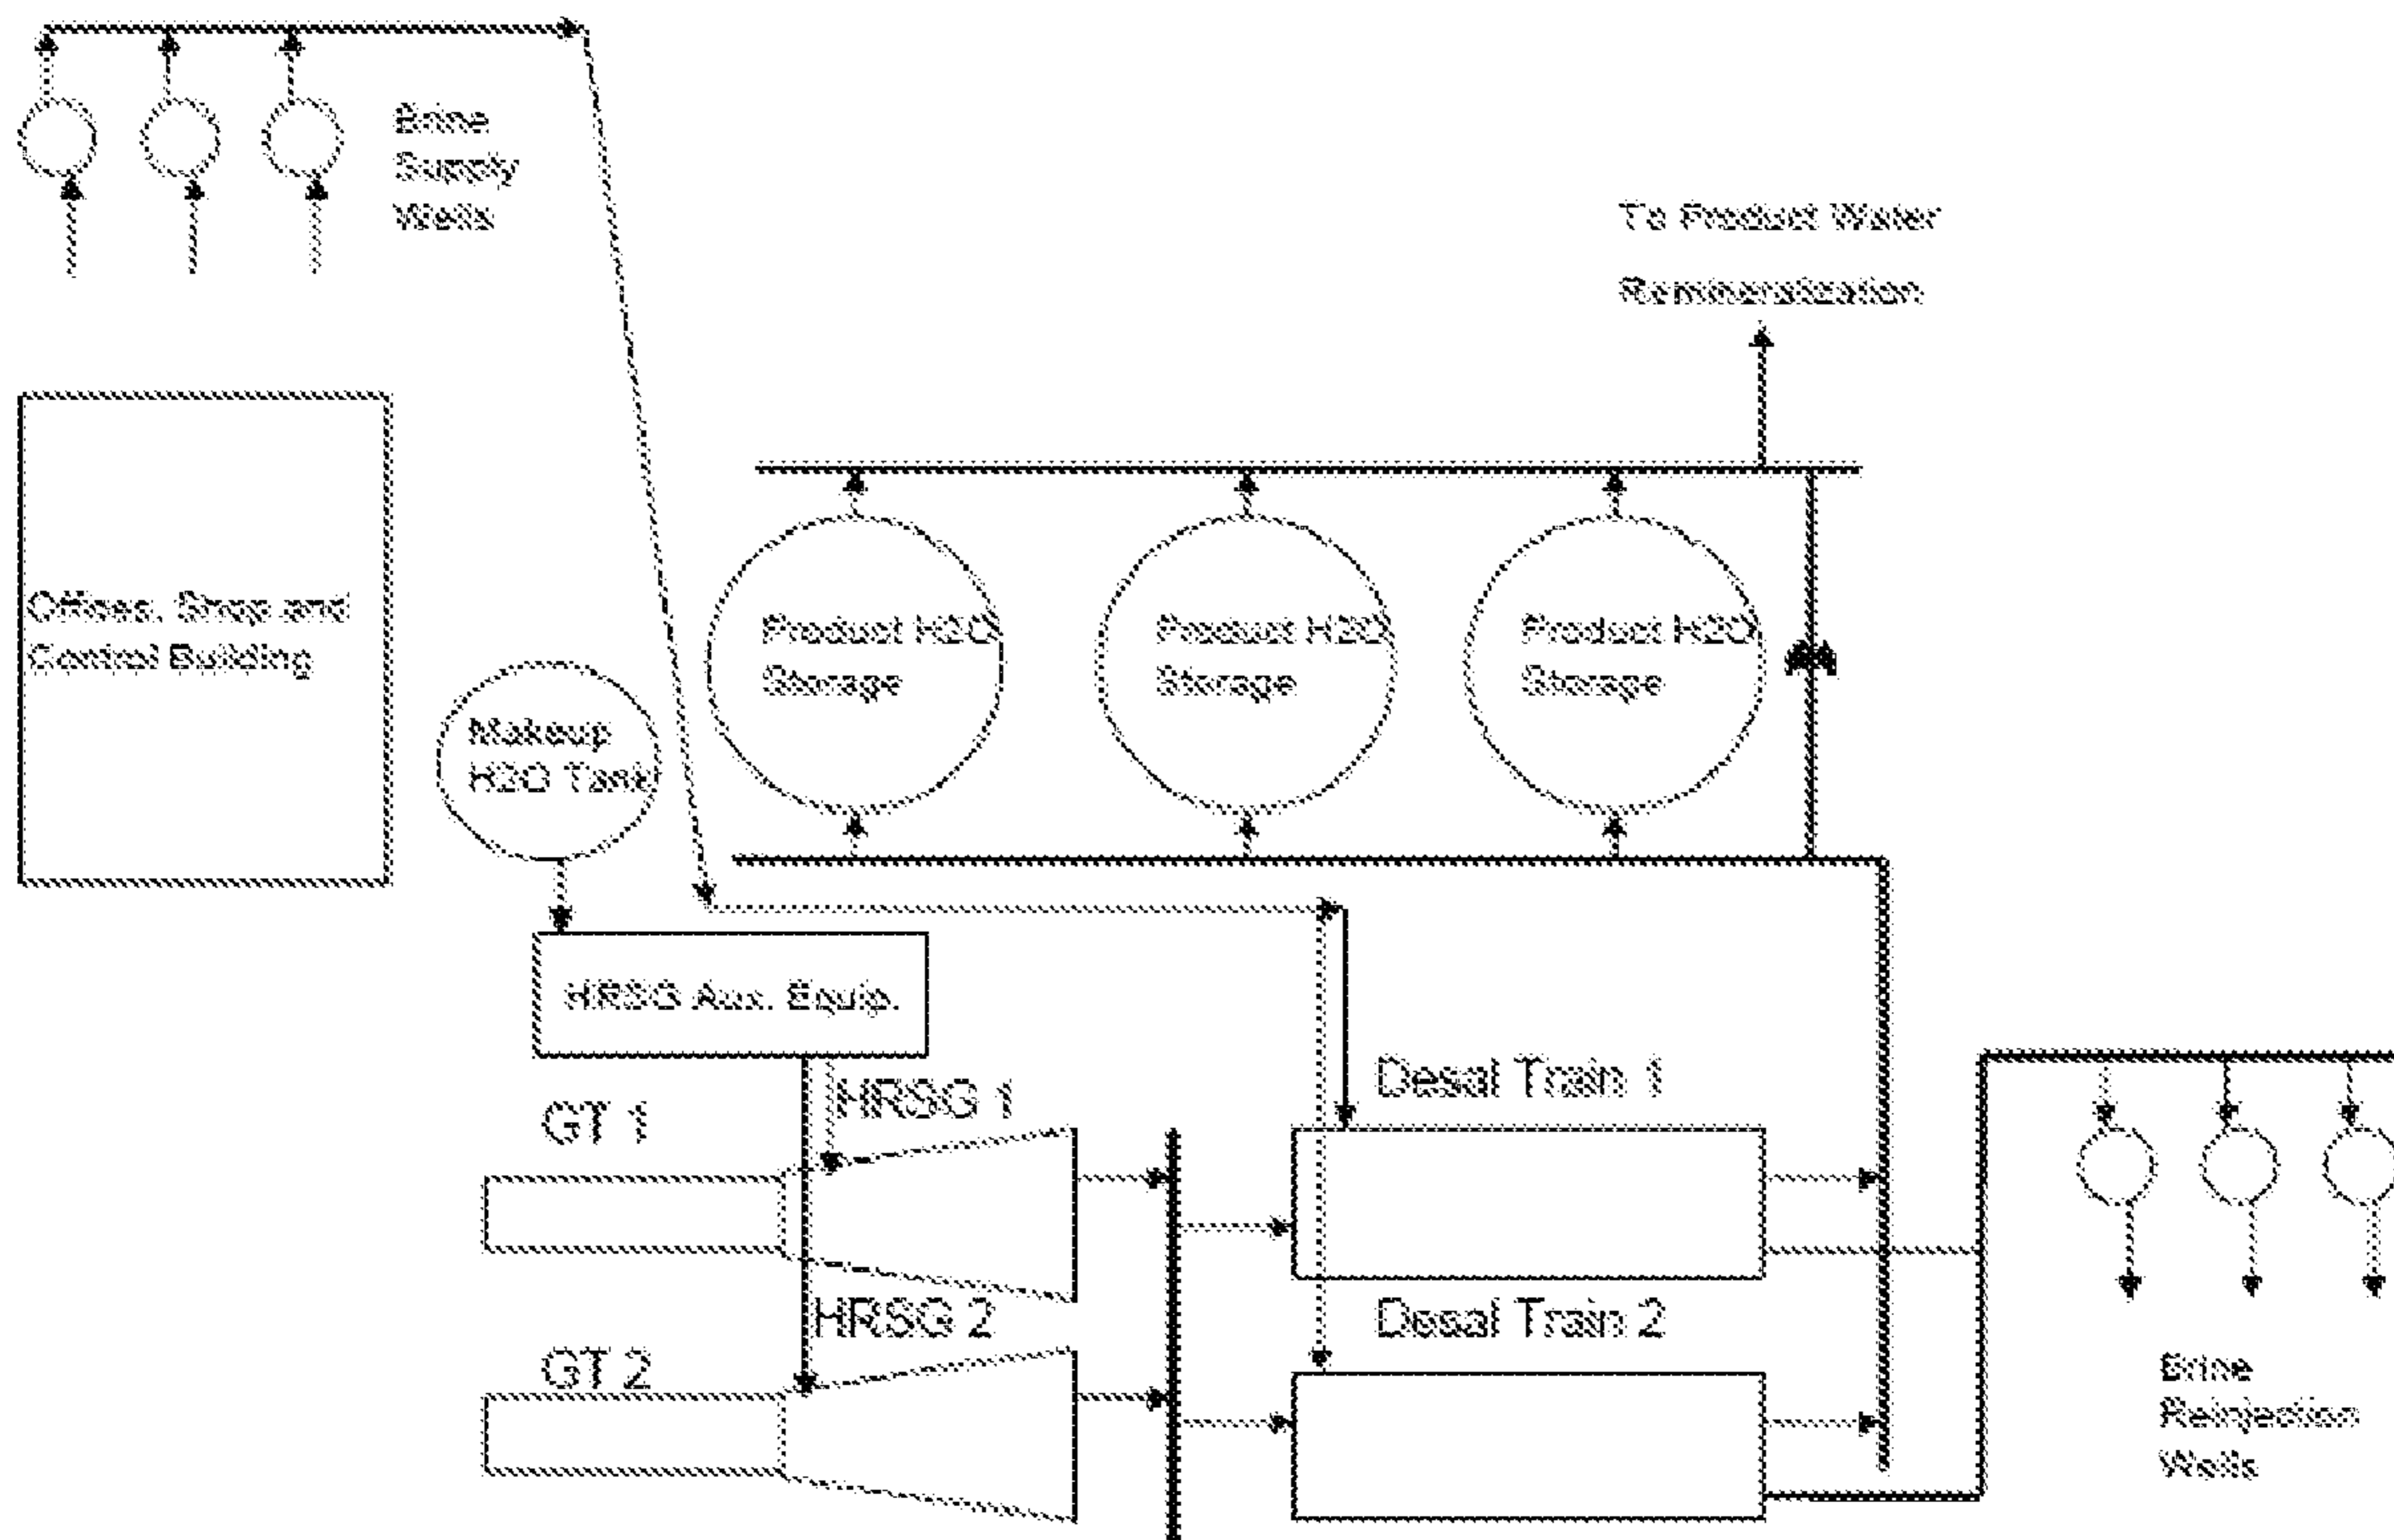 Brine
Supply
Wells
To Product Water
Remineralization
Offices, Shop and
Control Building
Product H2O
Storage
Product H2O
Storage
Product H2O
Storage
Makeup
H2O Tank
HRSG Aux. Equip.
GT 1
HRSG 1
Desal Train 1
GT 2
HRSG 2
Desal Train 2
Brine
Reinjection
Wells